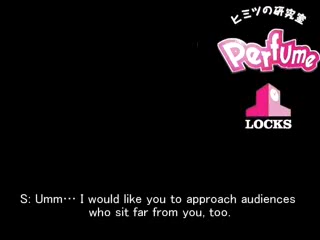 ヒミツの研究室
Perfume
LOCKS
S: Umm… I would like you to approach audiences
who sit far from you, too.